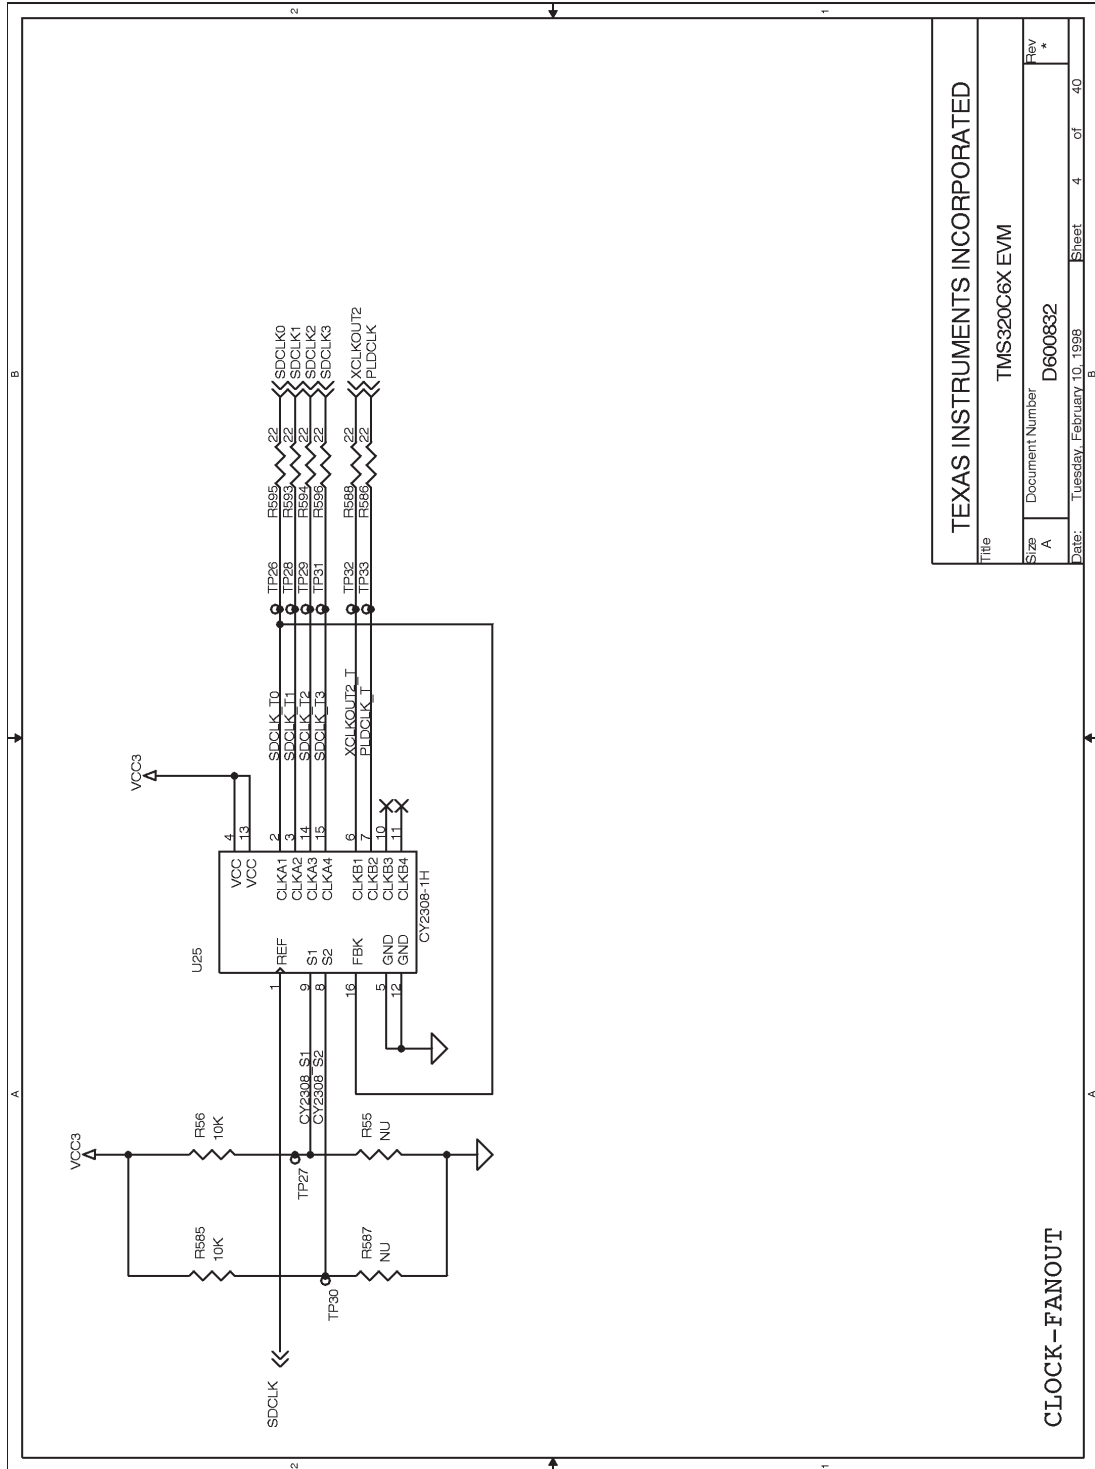 2
1
B
A
VCC3
R585
10K
R56
10K
TP27
TP30
R587
NU
R55
NU
SDCLK
CY2308_S1
CY2308_S2
VCC3
U25
1
9
8
16
5
12
REF
S1
S2
FBK
GND
GND
VCC
VCC
CLKA1
CLKA2
CLKA3
CLKA4
CLKB1
CLKB2
CLKB3
CLKB4
CY2308-1H
4
13
2
3
14
15
6
7
10
11
SDCLK_T0
SDCLK_T1
SDCLK_T2
SDCLK_T3
XCLKOUT2_T
PLDCLK_T
TP26
TP28
TP29
TP31
TP32
TP33
R595
R593
R594
R596
R588
R586
22
22
22
22
22
22
SDCLK0
SDCLK1
SDCLK2
SDCLK3
XCLKOUT2
PLDCLK
CLOCK-FANOUT
TEXAS INSTRUMENTS INCORPORATED
Title
TMS320C6X EVM
Size
A
Document Number
D600832
Rev
*
Date: Tuesday, February 10, 1998 Sheet 4 of 40
A
B
2
1